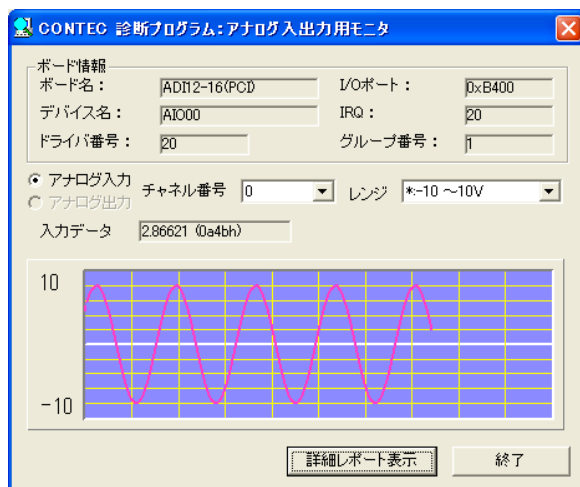 CONTEC 診断プログラム：アナログ入出力用モニタ
ボード情報
ボード名： ADI12-16(PCI) I/Oポート： 0xB400
デバイス名： AIO00 IRQ： 20
ドライバ番号： 20 グループ番号： 1
アナログ入力 チャネル番号 0 レンジ *:-10 ～10V
アナログ出力
入力データ 2.86621 (0a4bh)
10
-10
詳細レポート表示 終了